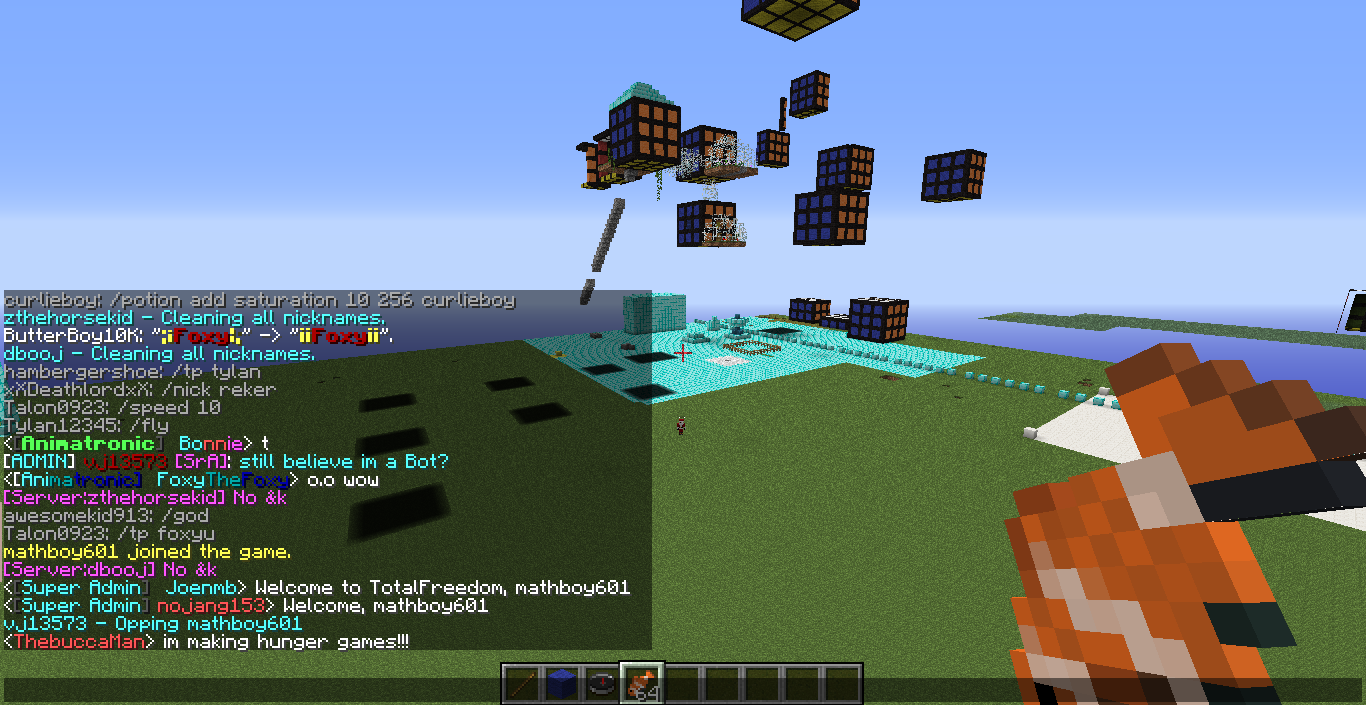 curlieboy: /potion add saturation 10 256 curlieboy
zthehorsekid - Cleaning all nicknames.
ButterBoy10K: "¡¡Foxy¡¡" -> "¡¡Foxy¡¡".
dbooj - Cleaning all nicknames.
hambergershoe: /tp tylan
xXDeathlordxX: /nick reker
Talon0923: /speed 10
Tylan12345: /fly
<[Animatronic] Bonnie> t
[ADMIN] vj13573 [SrA]: still believe im a Bot?
<[Animatronic] FoxyTheFoxy> o.o wow
[Server:zthehorsekid] No &k
awesomekid913: /god
Talon0923: /tp foxyu
mathboy601 joined the game.
[Server:dbooj] No &k
<[Super Admin] Joenmb> Welcome to TotalFreedom, mathboy601
<[Super Admin] nojang153> Welcome, mathboy601
vj13573 - Opping mathboy601
<ThebuccaMan> im making hunger games!!!
64